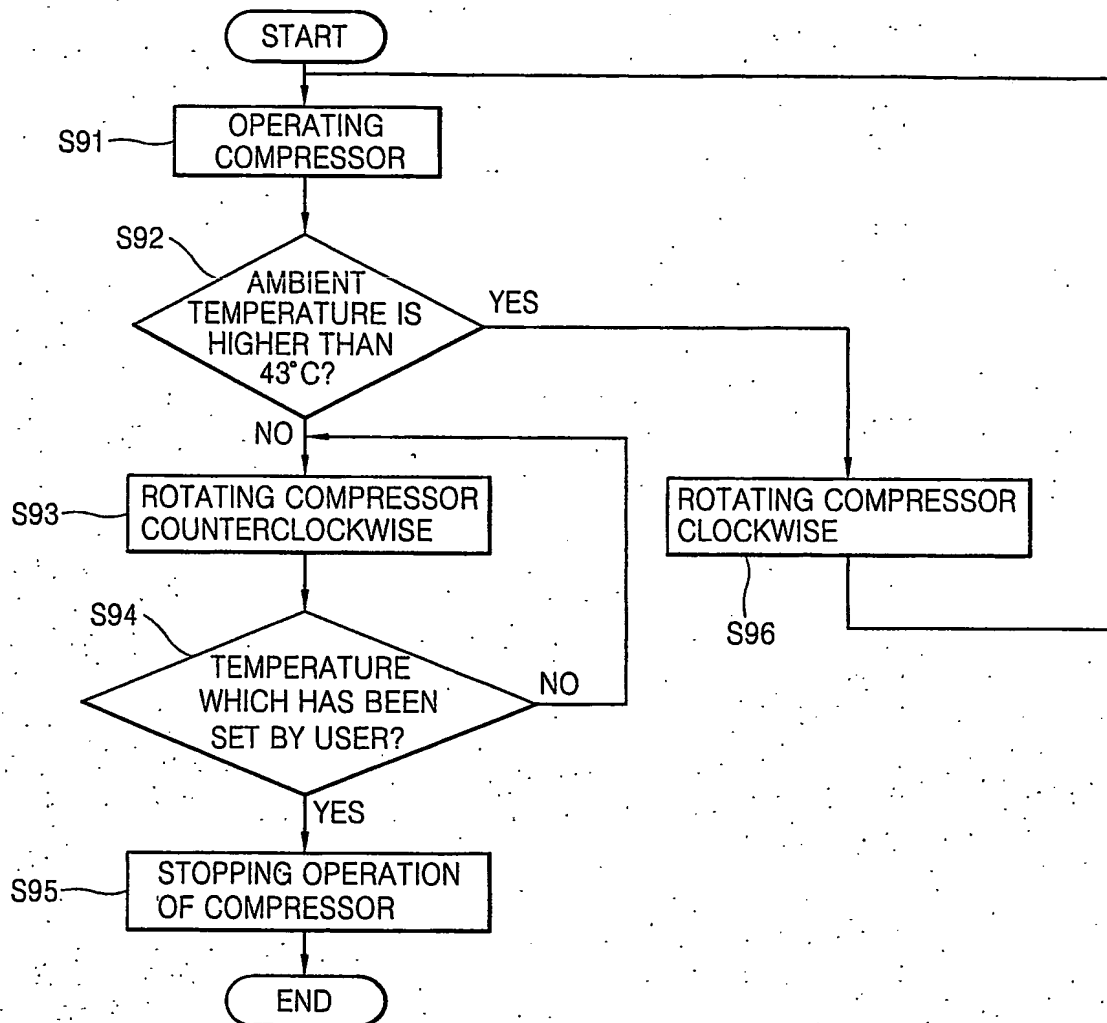 START
S91
OPERATING
COMPRESSOR
S92
AMBIENT
TEMPERATURE IS
HIGHER THAN
43°C?
YES
NO
S93
ROTATING COMPRESSOR
COUNTERCLOCKWISE
ROTATING COMPRESSOR
CLOCKWISE
S96
S94
TEMPERATURE
WHICH HAS BEEN
SET BY USER?
NO
YES
S95
STOPPING OPERATION
OF COMPRESSOR
END